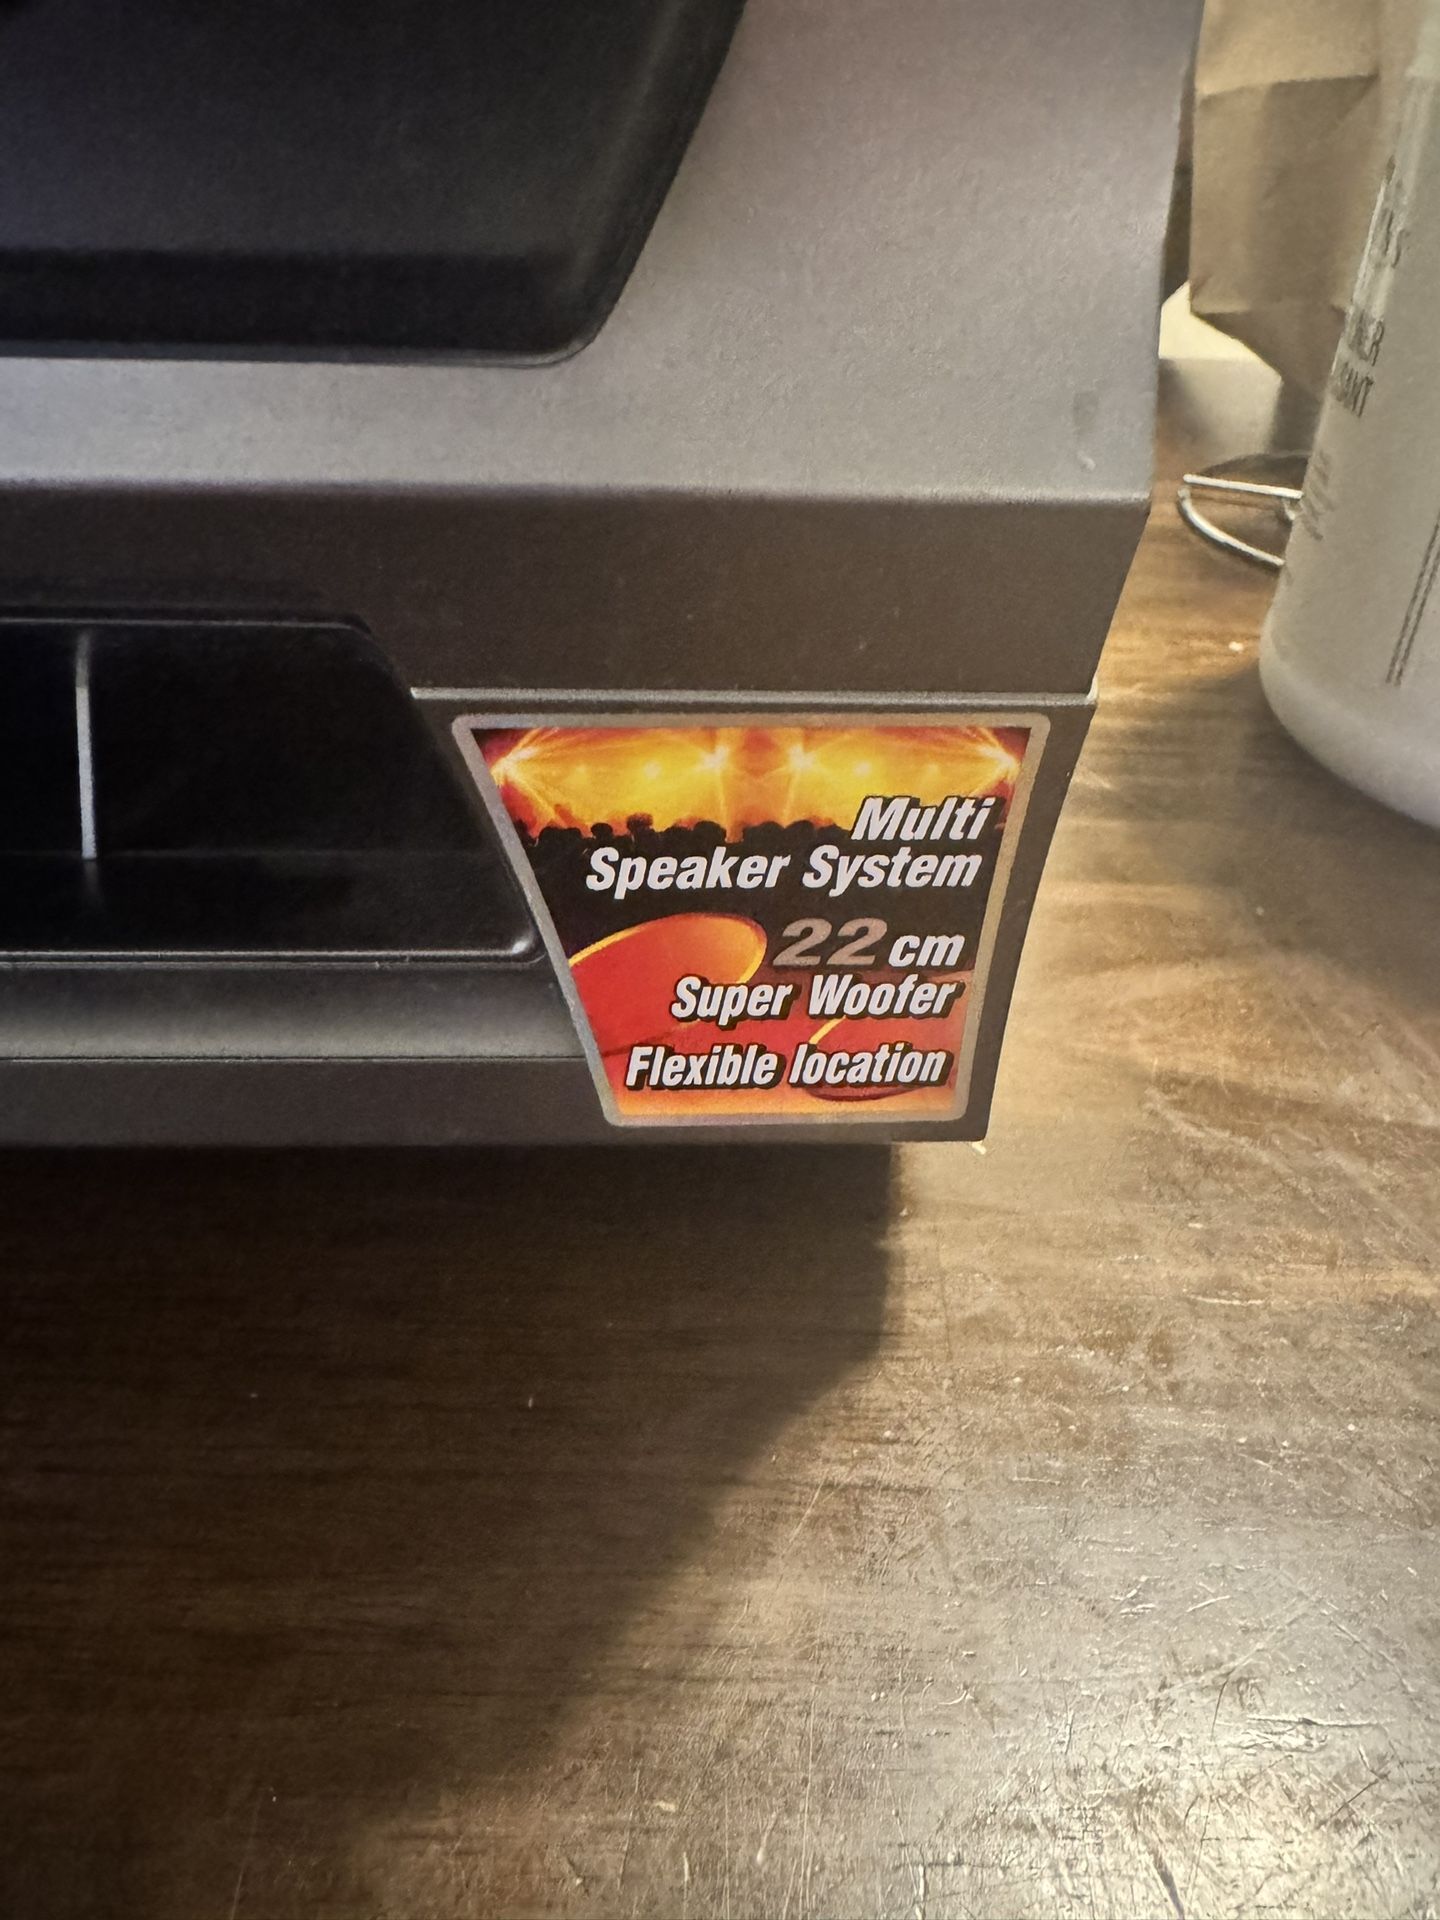 Multi
Speaker System
22 cm
Super Woofer
Flexible location